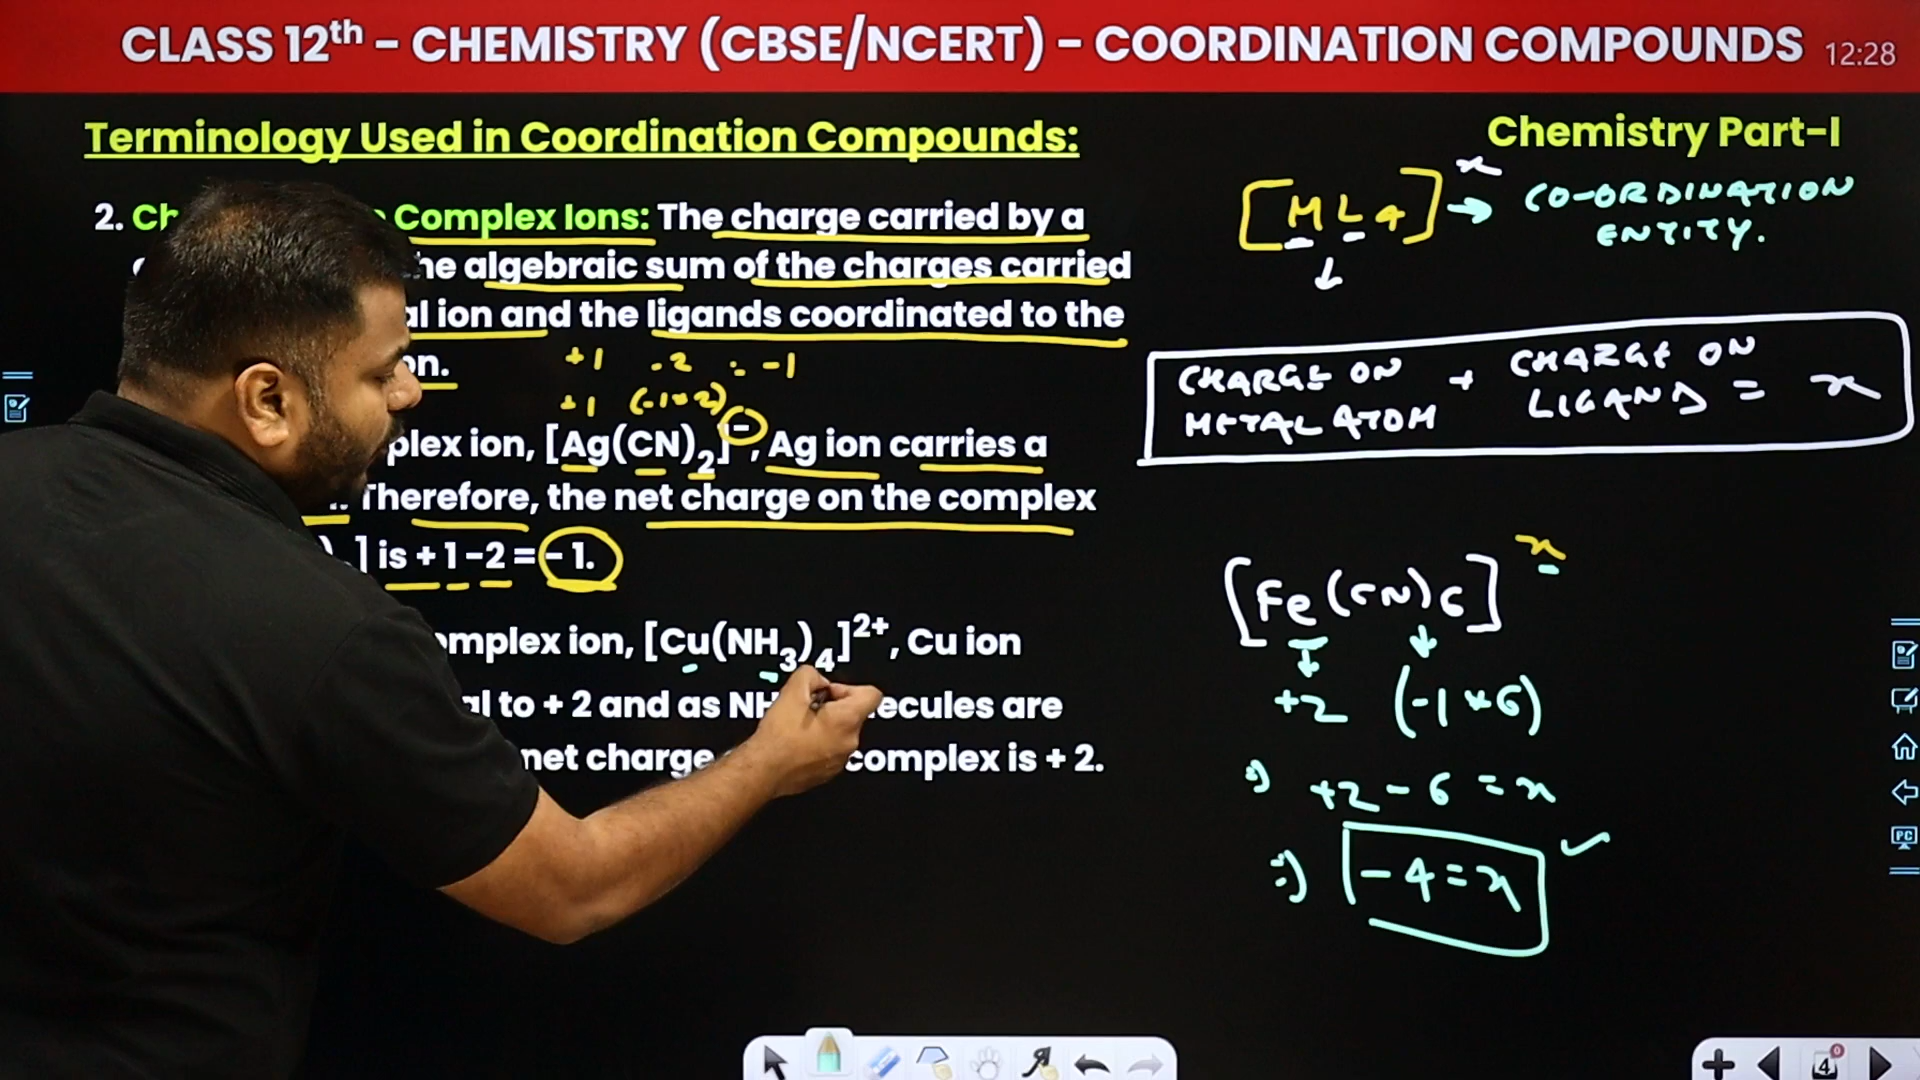 CLASS 12th - CHEMISTRY (CBSE/NCERT) - COORDINATION COMPOUNDS
12:28
Terminology Used in Coordination Compounds:
Chemistry Part-I
2. Ch Complex Ions: The charge carried by a
he algebraic sum of the charges carried
al ion and the ligands coordinated to the
on.
+1 -2 = -1
+1 (-1×2)
plex ion, [Ag(CN)2]-, Ag ion carries a
Therefore, the net charge on the complex
] is +1-2 = -1.
omplex ion, [Cu(NH3)4]2+, Cu ion
al to + 2 and as NH ecules are
net charge complex is + 2.
[ML4]x → CO-ORDINATION
ENTITY.
CHARGE ON METAL ATOM + CHARGE ON LIGAND = x
[Fe(CN)6]x
+2 (-1×6)
+2 - 6 = x
-4 = x
PC
4
0